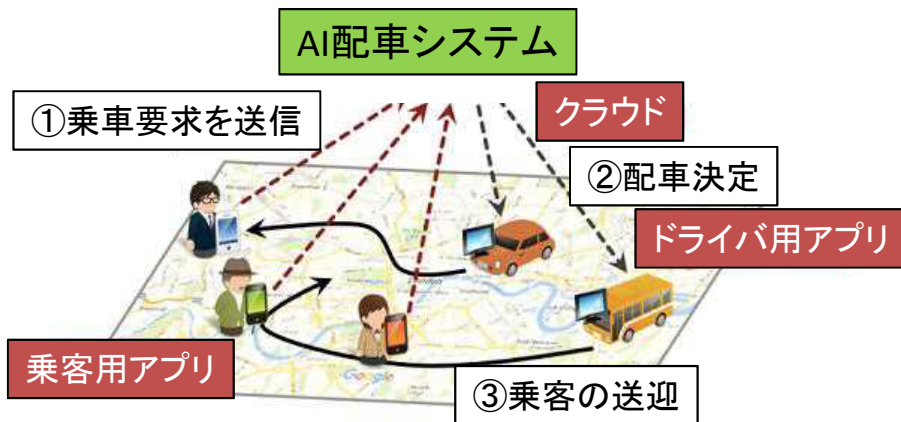 AI配車システム
クラウド
①乗車要求を送信
②配車決定
ドライバ用アプリ
乗客用アプリ
Google
③乗客の送迎